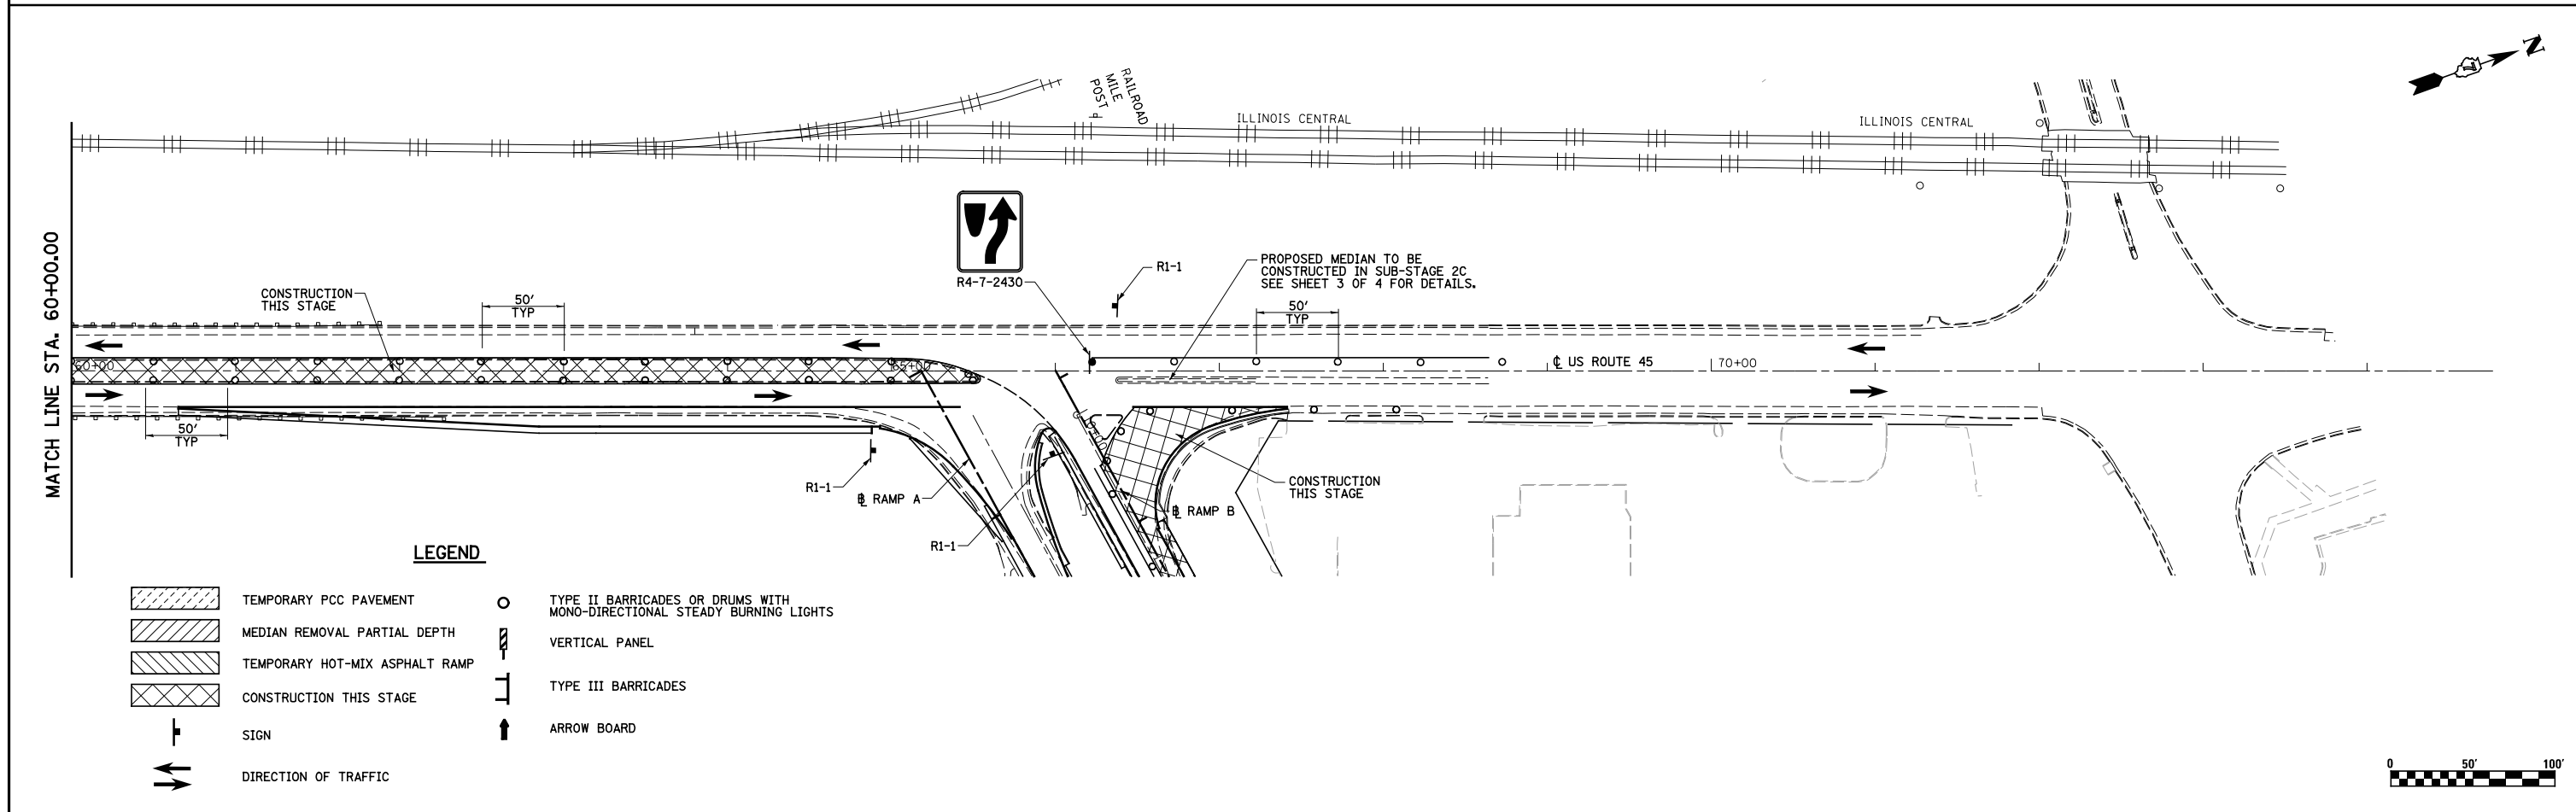 N
RAILROAD
MILE
POST
ILLINOIS CENTRAL
ILLINOIS CENTRAL
MATCH LINE STA. 60+00.00
R4-7-2430
R1-1
PROPOSED MEDIAN TO BE
CONSTRUCTED IN SUB-STAGE 2C
SEE SHEET 3 OF 4 FOR DETAILS.
CONSTRUCTION
THIS STAGE
50'
TYP
50'
TYP
60+00
65+00
℄ US ROUTE 45
70+00
50'
TYP
R1-1
℄ RAMP A
R1-1
℄ RAMP B
CONSTRUCTION
THIS STAGE
LEGEND
TEMPORARY PCC PAVEMENT
MEDIAN REMOVAL PARTIAL DEPTH
TEMPORARY HOT-MIX ASPHALT RAMP
CONSTRUCTION THIS STAGE
SIGN
DIRECTION OF TRAFFIC
TYPE II BARRICADES OR DRUMS WITH
MONO-DIRECTIONAL STEADY BURNING LIGHTS
VERTICAL PANEL
TYPE III BARRICADES
ARROW BOARD
0 50' 100'